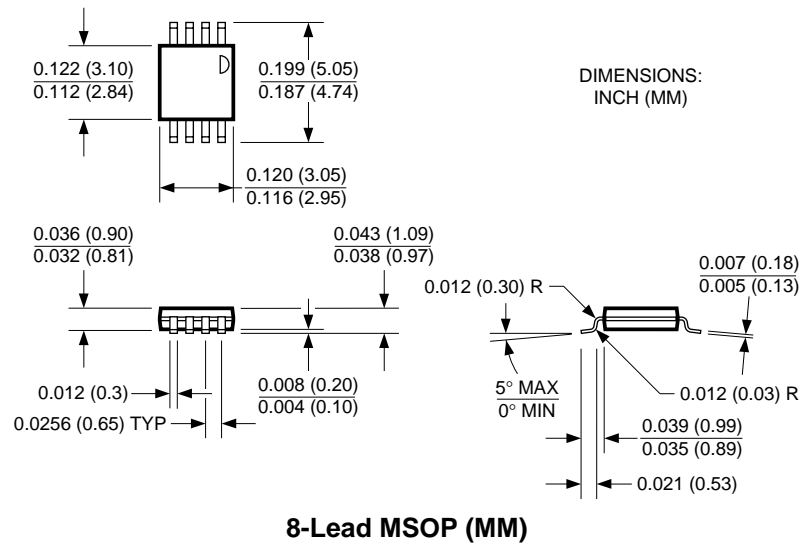 0.122 (3.10)
0.112 (2.84)
0.199 (5.05)
0.187 (4.74)
DIMENSIONS:
INCH (MM)
0.120 (3.05)
0.116 (2.95)
0.036 (0.90)
0.032 (0.81)
0.043 (1.09)
0.038 (0.97)
0.007 (0.18)
0.005 (0.13)
0.012 (0.30) R
0.012 (0.3)
0.008 (0.20)
0.004 (0.10)
0.0256 (0.65) TYP
5° MAX
0° MIN
0.012 (0.03) R
0.039 (0.99)
0.035 (0.89)
0.021 (0.53)
8-Lead MSOP (MM)